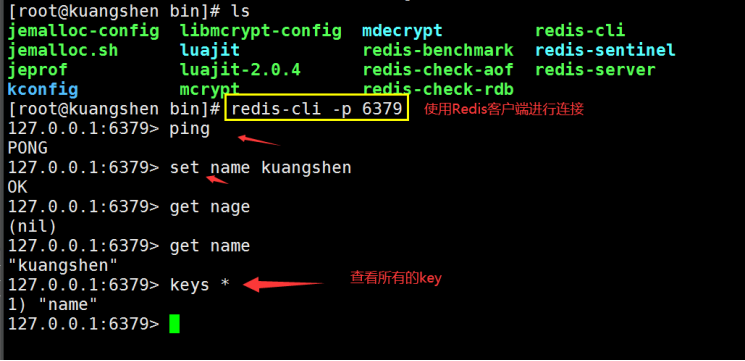 [root@kuangshen bin]# ls
jemalloc-config libmcrypt-config mdecrypt redis-cli
jemalloc.sh luajit redis-benchmark redis-sentinel
jeprof luajit-2.0.4 redis-check-aof redis-server
kconfig mcrypt redis-check-rdb
[root@kuangshen bin]# redis-cli -p 6379 使用Redis客户端进行连接
127.0.0.1:6379> ping
PONG
127.0.0.1:6379> set name kuangshen
OK
127.0.0.1:6379> get nage
(nil)
127.0.0.1:6379> get name
"kuangshen"
127.0.0.1:6379> keys * 查看所有的key
1) "name"
127.0.0.1:6379>